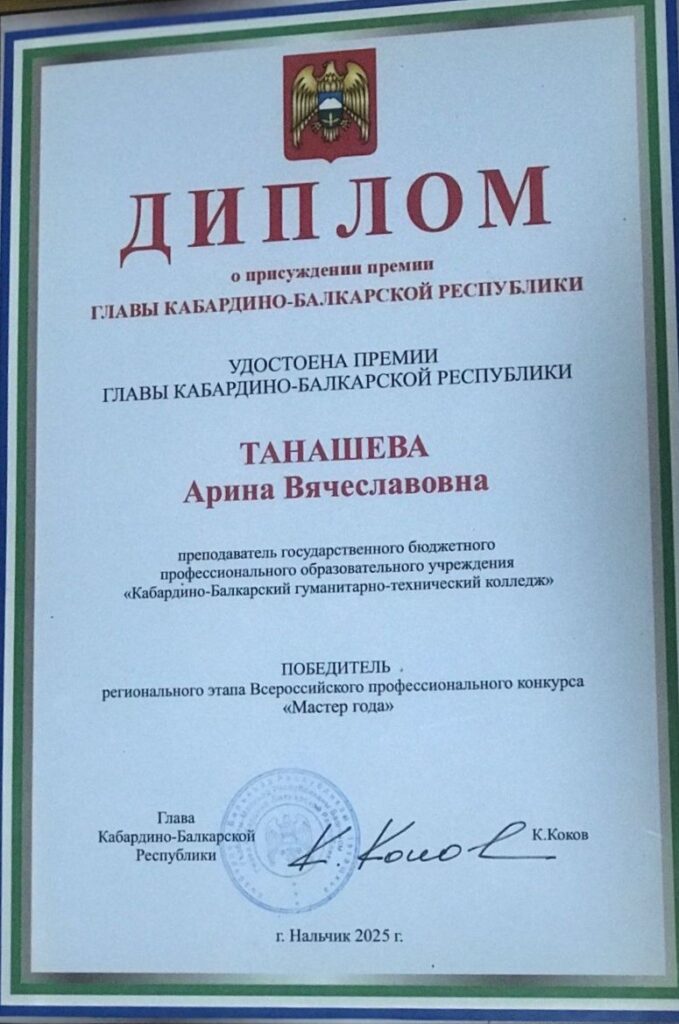 ДИПЛОМ
о присуждении премии
ГЛАВЫ КАБАРДИНО-БАЛКАРСКОЙ РЕСПУБЛИКИ
УДОСТОЕНА ПРЕМИИ
ГЛАВЫ КАБАРДИНО-БАЛКАРСКОЙ РЕСПУБЛИКИ
ТАНАШЕВА
Арина Вячеславовна
преподаватель государственного бюджетного
профессионального образовательного учреждения
«Кабардино-Балкарский гуманитарно-технический колледж»
ПОБЕДИТЕЛЬ
регионального этапа Всероссийского профессионального конкурса
«Мастер года»
Глава
Кабардино-Балкарской
Республики
К. Коков
К.Коков
г. Нальчик 2025 г.